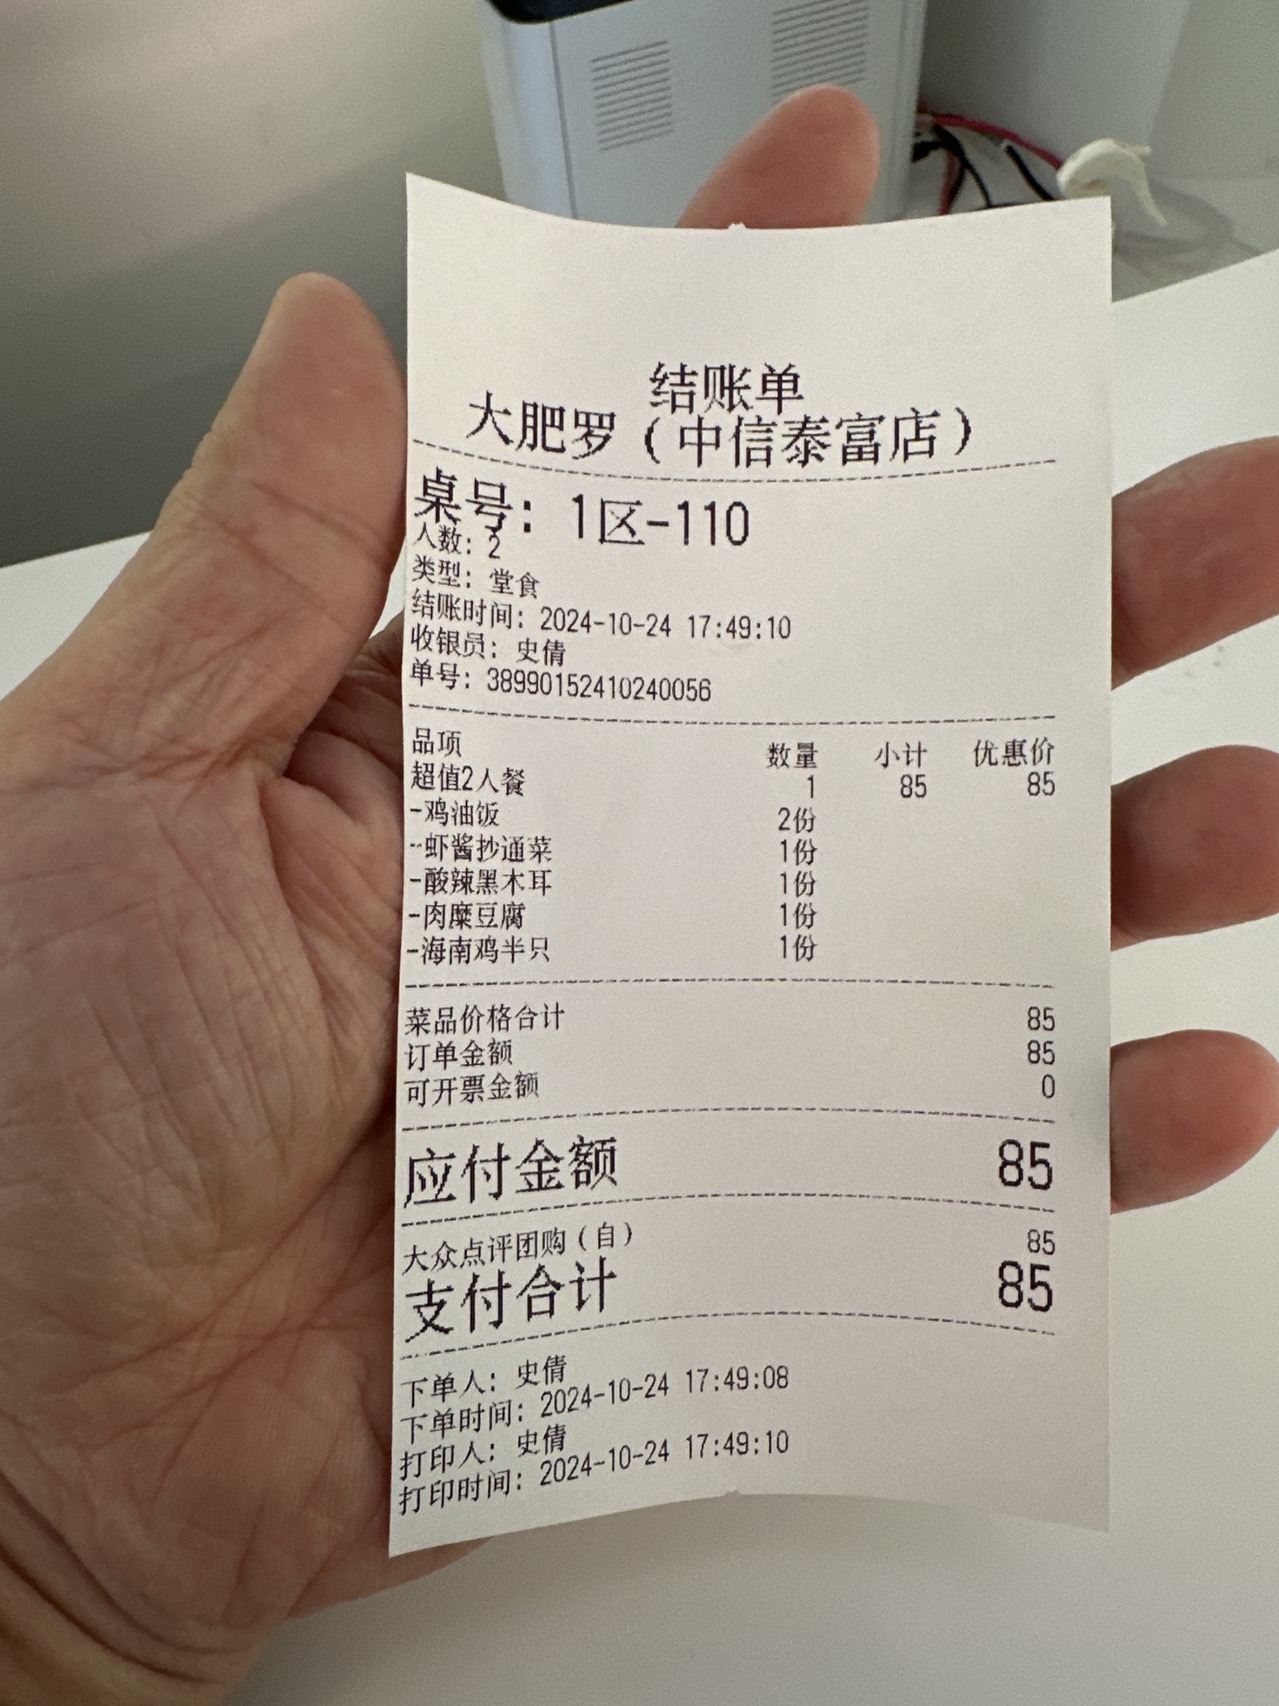 结账单
大肥罗（中信泰富店）
桌号：1区-110
人数：2
类型：堂食
结账时间：2024-10-24 17:49:10
收银员：史倩
单号：38990152410240056
品项 数量 小计 优惠价
超值2人餐 1 85 85
-鸡油饭 2份
-虾酱抄通菜 1份
-酸辣黑木耳 1份
-肉糜豆腐 1份
-海南鸡半只 1份
菜品价格合计 85
订单金额 85
可开票金额 0
应付金额 85
大众点评团购（自） 85
支付合计 85
下单人：史倩
下单时间：2024-10-24 17:49:08
打印人：史倩
打印时间：2024-10-24 17:49:10